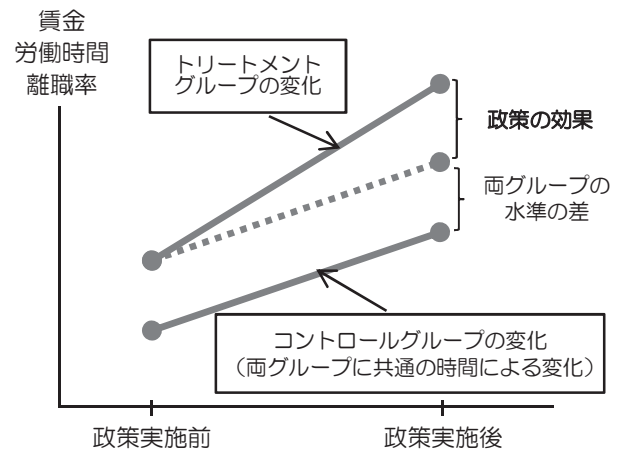 賃金
労働時間
離職率
トリートメント
グループの変化
政策の効果
両グループの
水準の差
コントロールグループの変化
（両グループに共通の時間による変化）
政策実施前
政策実施後